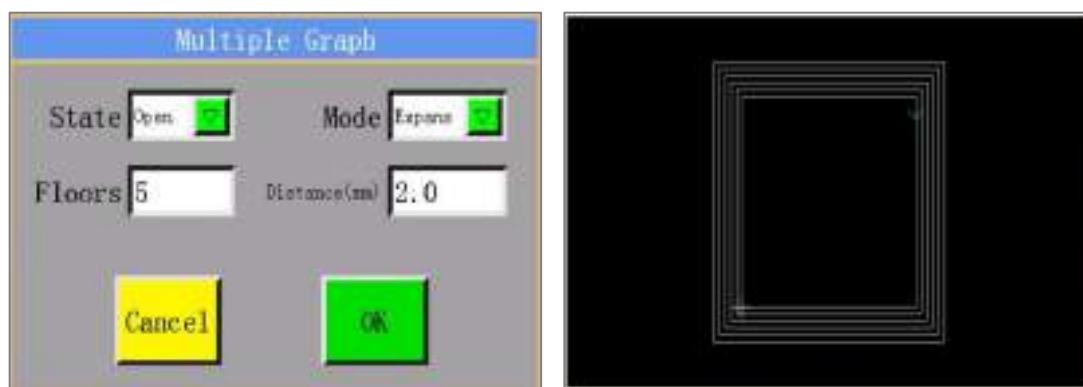 Multiple Graph
State Open Mode Expans
Floors 5 Distance(mm) 2.0
Cancel OK